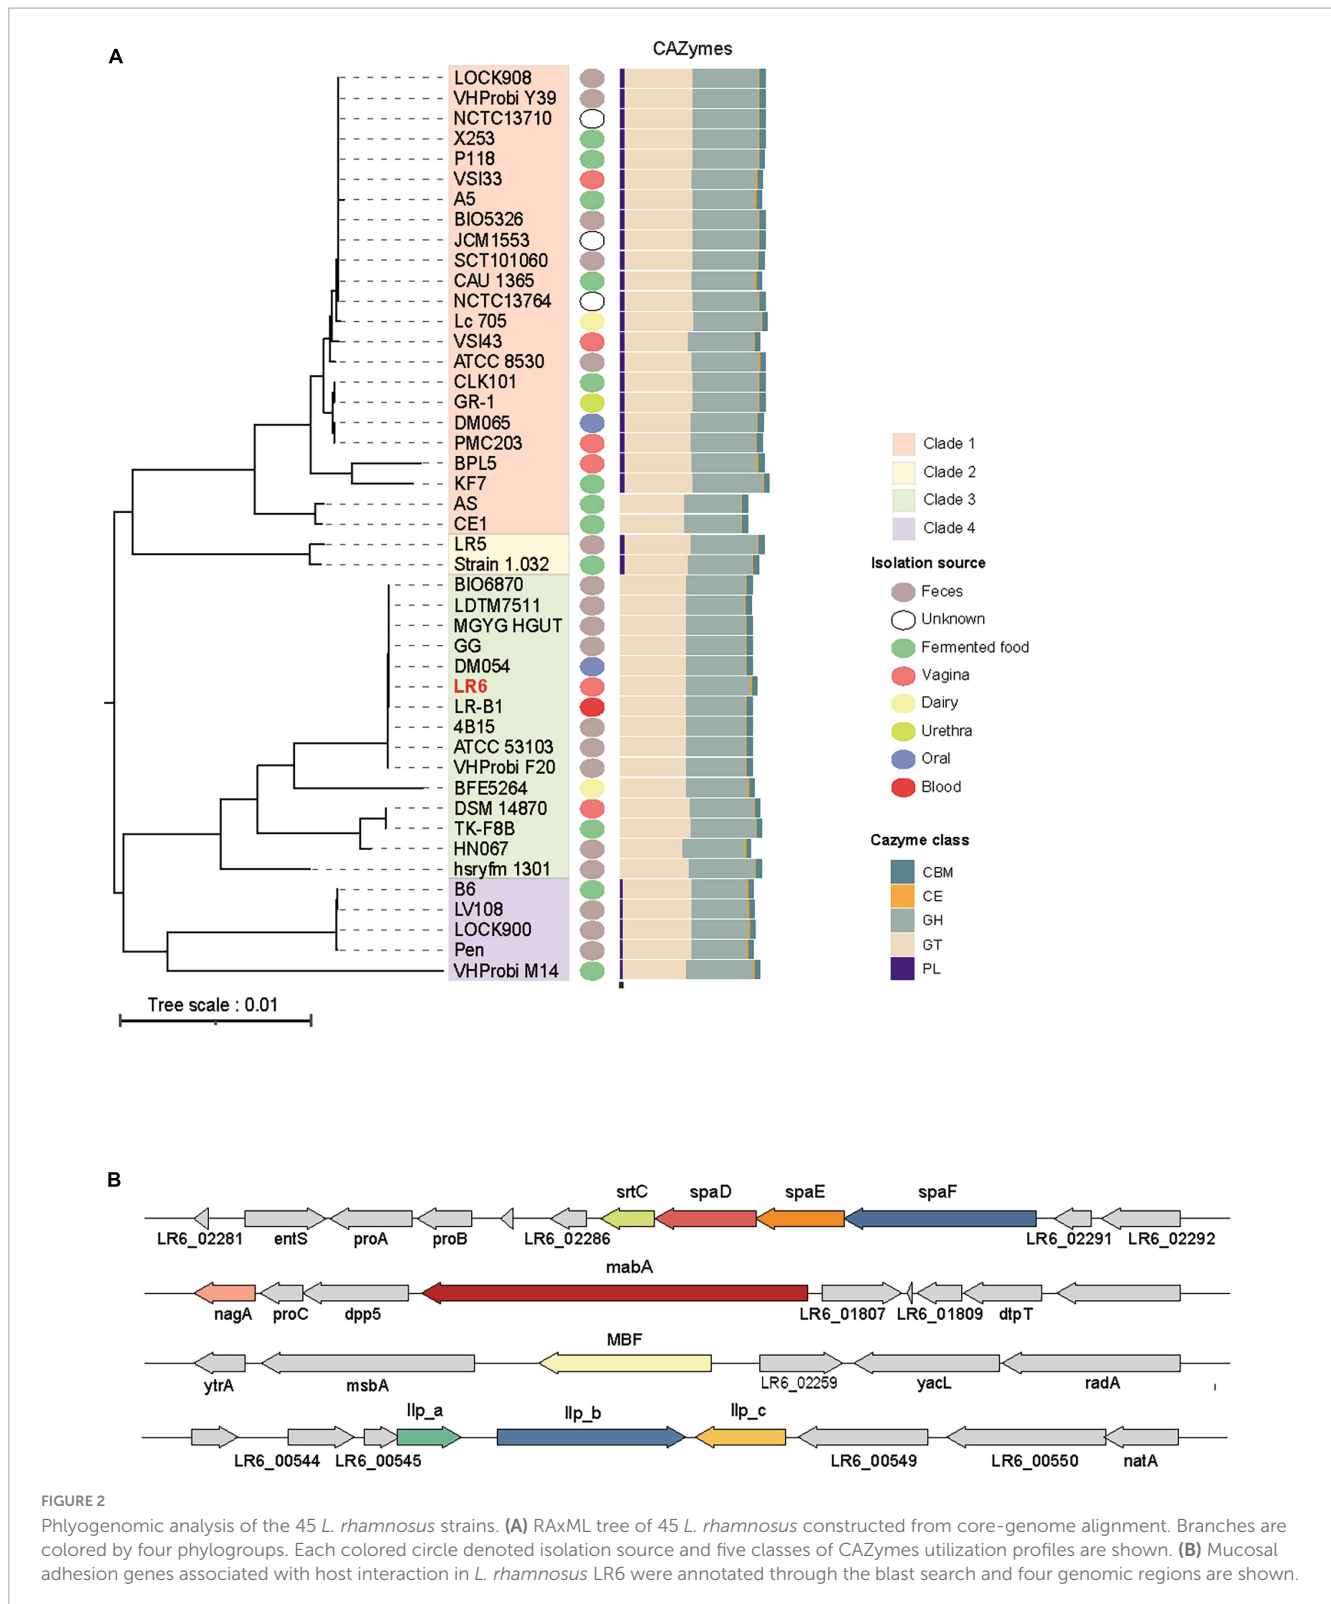 A
CAZymes
LOCK908
VHProbi Y39
NCTC13710
X253
P118
VSI33
A5
BIO5326
JCM1553
SCT101060
CAU 1365
NCTC13764
Lc 705
VSI43
ATCC 8530
CLK101
GR-1
DM065
PMC203
BPL5
KF7
AS
CE1
LR5
Strain 1.032
BIO6870
LDTM7511
MGYG HGUT
GG
DM054
LR6
LR-B1
4B15
ATCC 53103
VHProbi F20
BFE5264
DSM 14870
TK-F8B
HN067
hsryfm 1301
B6
LV108
LOCK900
Pen
VHProbi M14
Tree scale : 0.01
Clade 1
Clade 2
Clade 3
Clade 4
Isolation source
Feces
Unknown
Fermented food
Vagina
Dairy
Urethra
Oral
Blood
Cazyme class
CBM
CE
GH
GT
PL
B
srtC spaD spaE spaF
LR6_02281 entS proA proB LR6_02286 LR6_02291 LR6_02292
mabA
nagA proC dpp5 LR6_01807 LR6_01809 dtpT
MBF
ytrA msbA LR6_02259 yacL radA
llp_a llp_b llp_c
LR6_00544 LR6_00545 LR6_00549 LR6_00550 natA
FIGURE 2
Phlyogenomic analysis of the 45 L. rhamnosus strains. (A) RAxML tree of 45 L. rhamnosus constructed from core-genome alignment. Branches are
colored by four phylogroups. Each colored circle denoted isolation source and five classes of CAZymes utilization profiles are shown. (B) Mucosal
adhesion genes associated with host interaction in L. rhamnosus LR6 were annotated through the blast search and four genomic regions are shown.